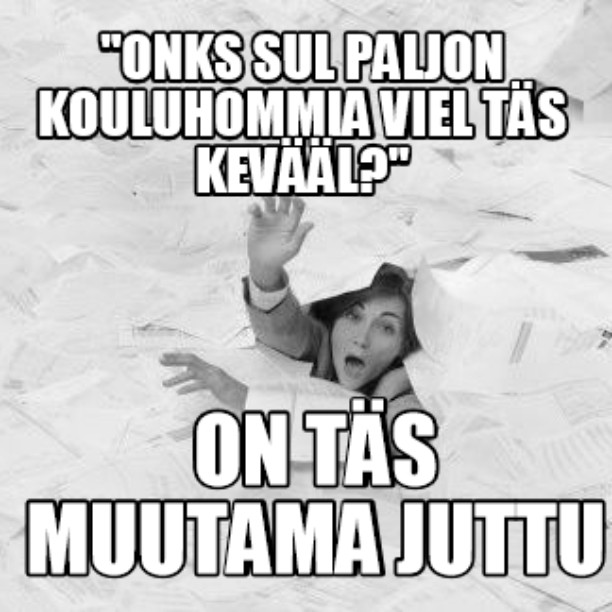 "ONKS SUL PALJON
KOULUHOMMIA VIEL TÄS
KEVÄÄL?"
ON TÄS
MUUTAMA JUTTU